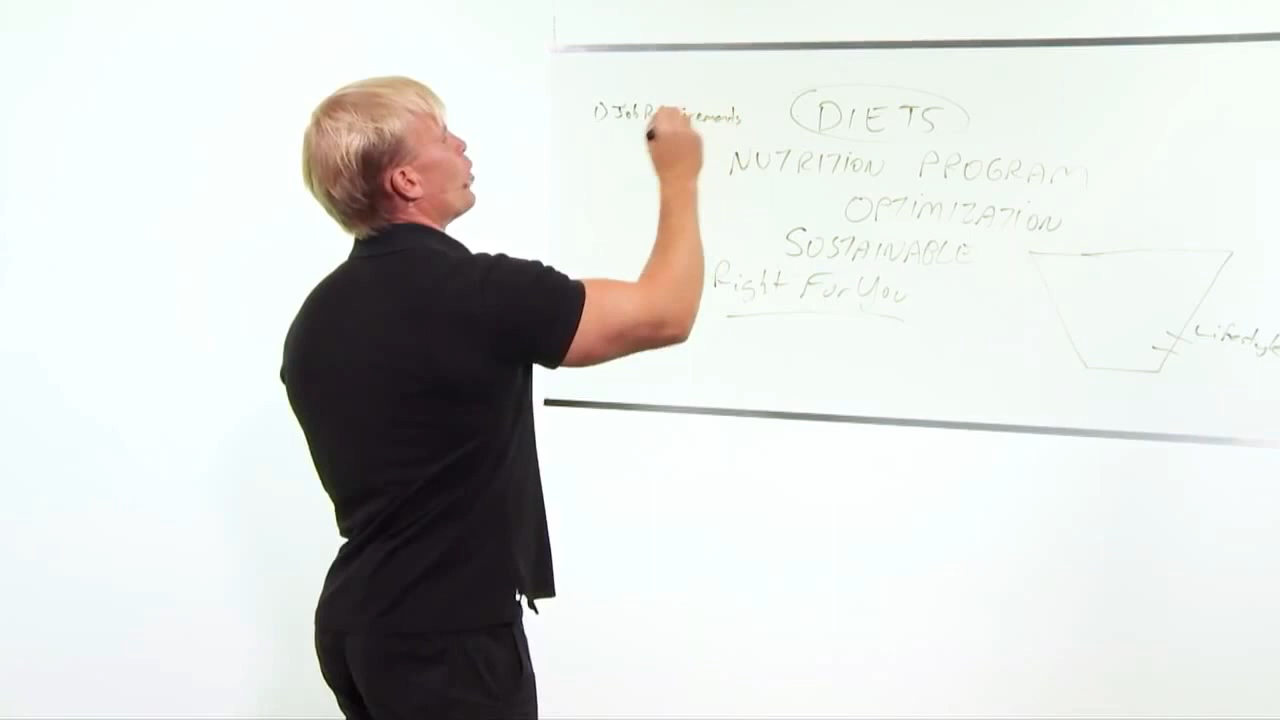 1) Job Requirements
DIETS
NUTRITION PROGRAM
OPTIMIZATION
SUSTAINABLE
Right For You
Lifestyle